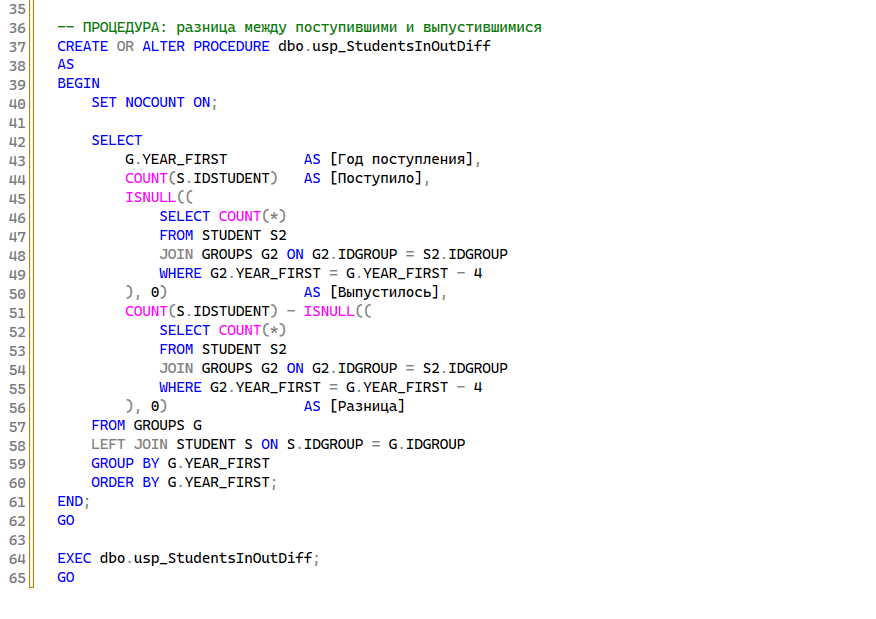 35
36 -- ПРОЦЕДУРА: разница между поступившими и выпустившимися
37 CREATE OR ALTER PROCEDURE dbo.usp_StudentsInOutDiff
38 AS
39 BEGIN
40     SET NOCOUNT ON;
41
42     SELECT
43         G.YEAR_FIRST         AS [Год поступления],
44         COUNT(S.IDSTUDENT)   AS [Поступило],
45         ISNULL((
46             SELECT COUNT(*)
47             FROM STUDENT S2
48             JOIN GROUPS G2 ON G2.IDGROUP = S2.IDGROUP
49             WHERE G2.YEAR_FIRST = G.YEAR_FIRST - 4
50         ), 0)                AS [Выпустилось],
51         COUNT(S.IDSTUDENT) - ISNULL((
52             SELECT COUNT(*)
53             FROM STUDENT S2
54             JOIN GROUPS G2 ON G2.IDGROUP = S2.IDGROUP
55             WHERE G2.YEAR_FIRST = G.YEAR_FIRST - 4
56         ), 0)                AS [Разница]
57     FROM GROUPS G
58     LEFT JOIN STUDENT S ON S.IDGROUP = G.IDGROUP
59     GROUP BY G.YEAR_FIRST
60     ORDER BY G.YEAR_FIRST;
61 END;
62 GO
63
64 EXEC dbo.usp_StudentsInOutDiff;
65 GO